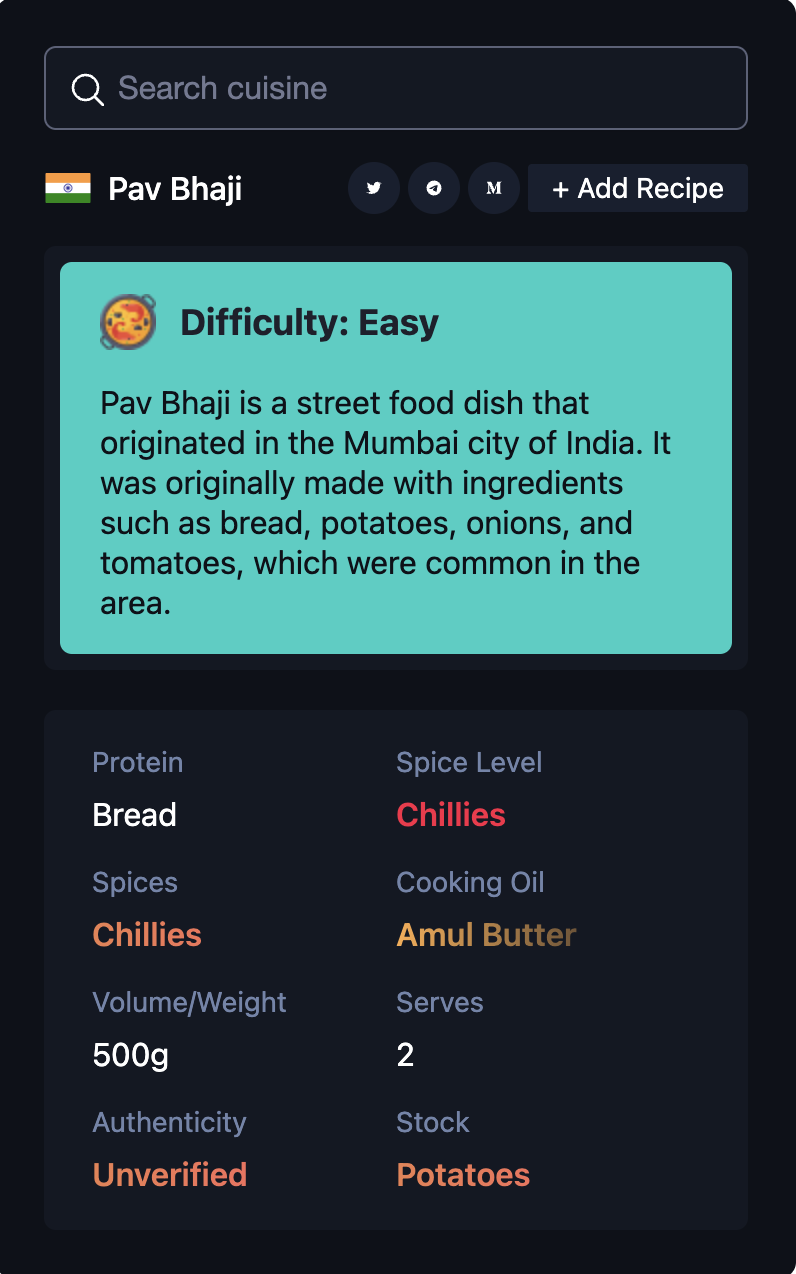 Search cuisine
Pav Bhaji
M
+ Add Recipe
Difficulty: Easy
Pav Bhaji is a street food dish that
originated in the Mumbai city of India. It
was originally made with ingredients
such as bread, potatoes, onions, and
tomatoes, which were common in the
area.
Protein
Spice Level
Bread
Chillies
Spices
Cooking Oil
Chillies
Amul Butter
Volume/Weight
Serves
500g
2
Authenticity
Stock
Unverified
Potatoes